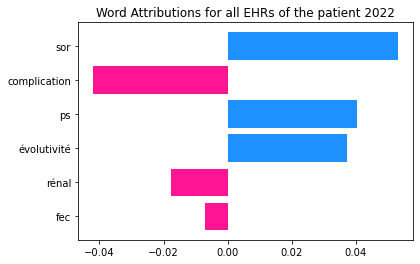 Word Attributions for all EHRs of the patient 2022
sor
complication
ps
évolutivité
rénal
fec
−0.04 −0.02 0.00 0.02 0.04